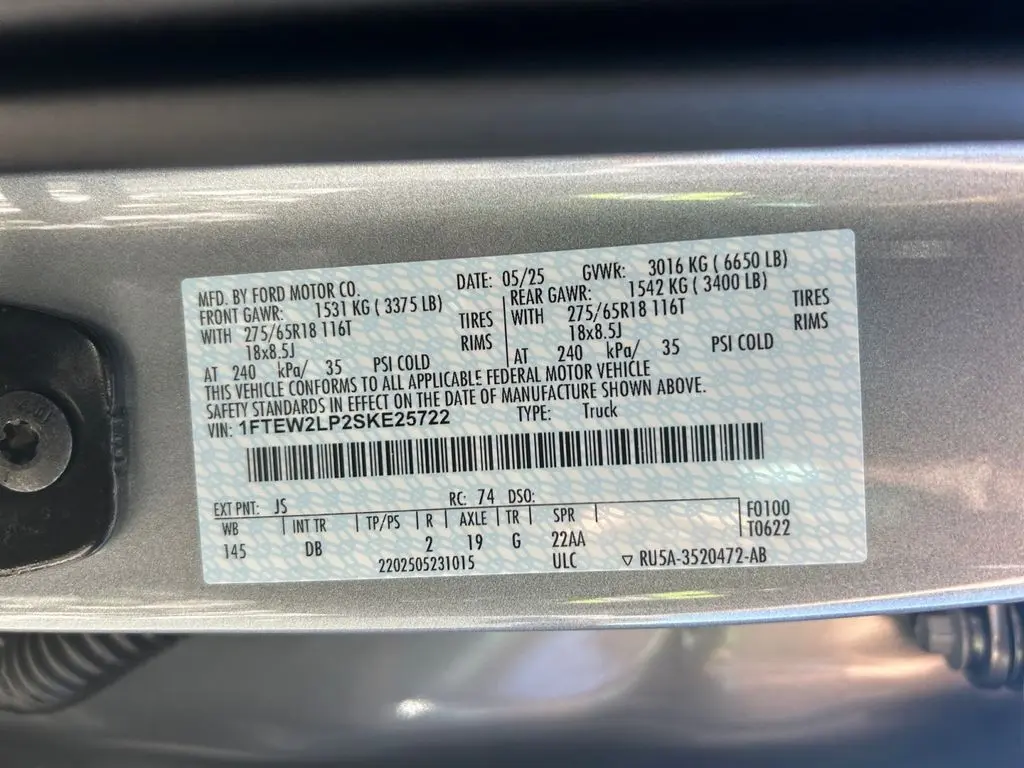 MFD. BY FORD MOTOR CO. DATE: 05/25 GVWR: 3016 KG ( 6650 LB)
FRONT GAWR: 1531 KG ( 3375 LB) REAR GAWR: 1542 KG ( 3400 LB)
WITH 275/65R18 116T TIRES WITH 275/65R18 116T TIRES
18x8.5J RIMS 18x8.5J RIMS
AT 240 kPa/ 35 PSI COLD AT 240 kPa/ 35 PSI COLD
THIS VEHICLE CONFORMS TO ALL APPLICABLE FEDERAL MOTOR VEHICLE
SAFETY STANDARDS IN EFFECT ON THE DATE OF MANUFACTURE SHOWN ABOVE.
VIN: 1FTEW2LP2SKE25722 TYPE: Truck
EXT PNT: JS RC: 74 DSO:
WB INT TR TP/PS R AXLE TR SPR F0100
145 DB 2 19 G 22AA T0622
2202505231015 ULC ▽ RU5A-3520472-AB